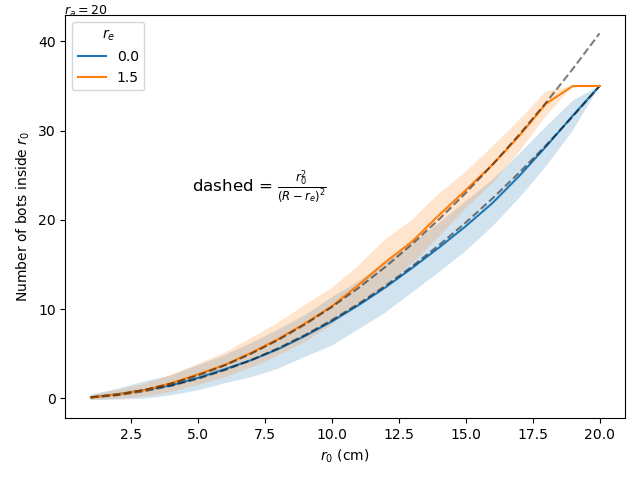 r_a = 20
r_e
0.0
1.5
dashed = \frac{r_0^2}{(R-r_e)^2}
Number of bots inside r_0
40
30
20
10
0
2.5 5.0 7.5 10.0 12.5 15.0 17.5 20.0
r_0 (cm)